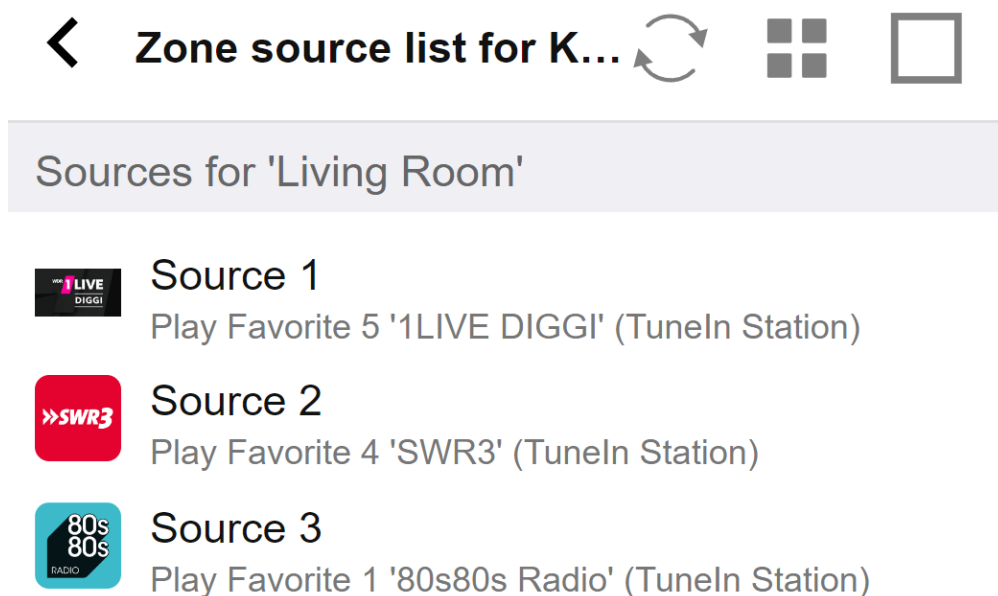 Zone source list for K...
Sources for 'Living Room'
WDR 1LIVE
DIGGI
Source 1
Play Favorite 5 '1LIVE DIGGI' (TuneIn Station)
SWR3
Source 2
Play Favorite 4 'SWR3' (TuneIn Station)
80s
80s
RADIO
Source 3
Play Favorite 1 '80s80s Radio' (TuneIn Station)